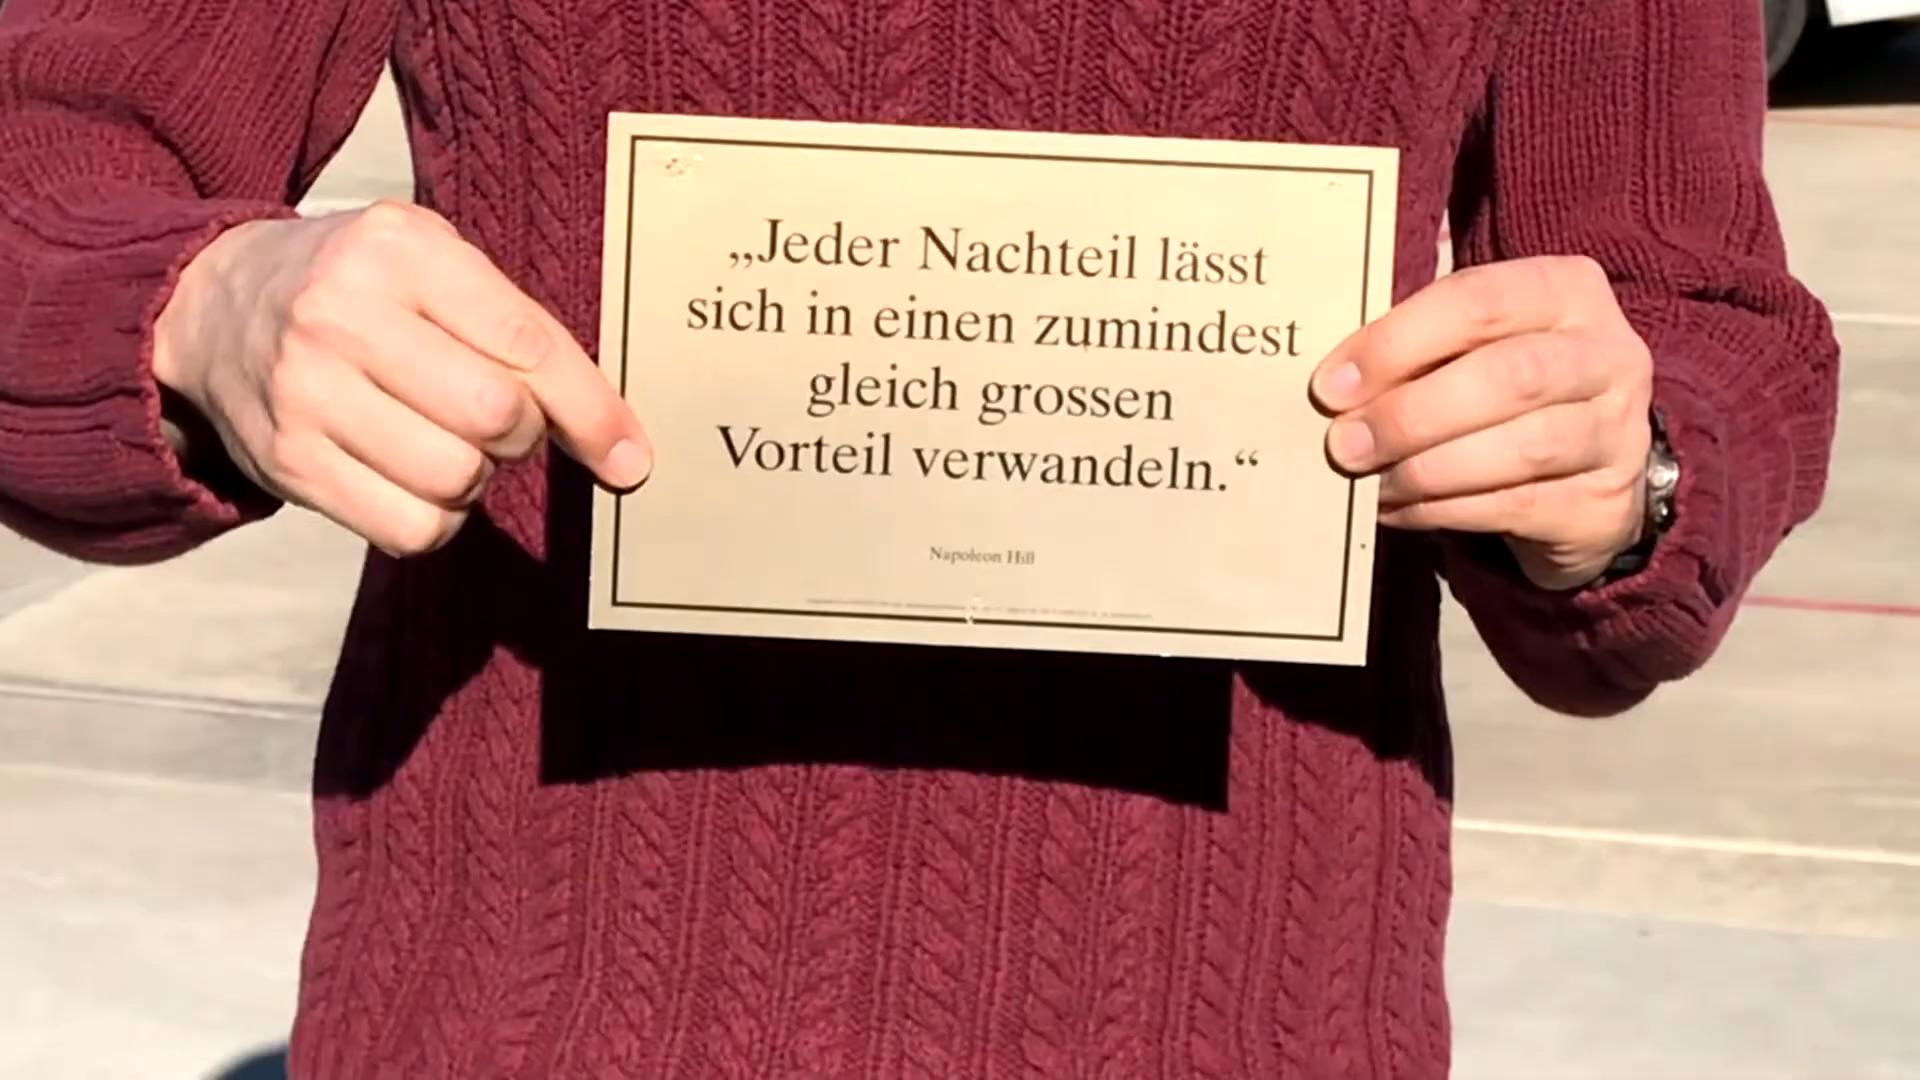 „Jeder Nachteil lässt
sich in einen zumindest
gleich grossen
Vorteil verwandeln.“
Napoleon Hill